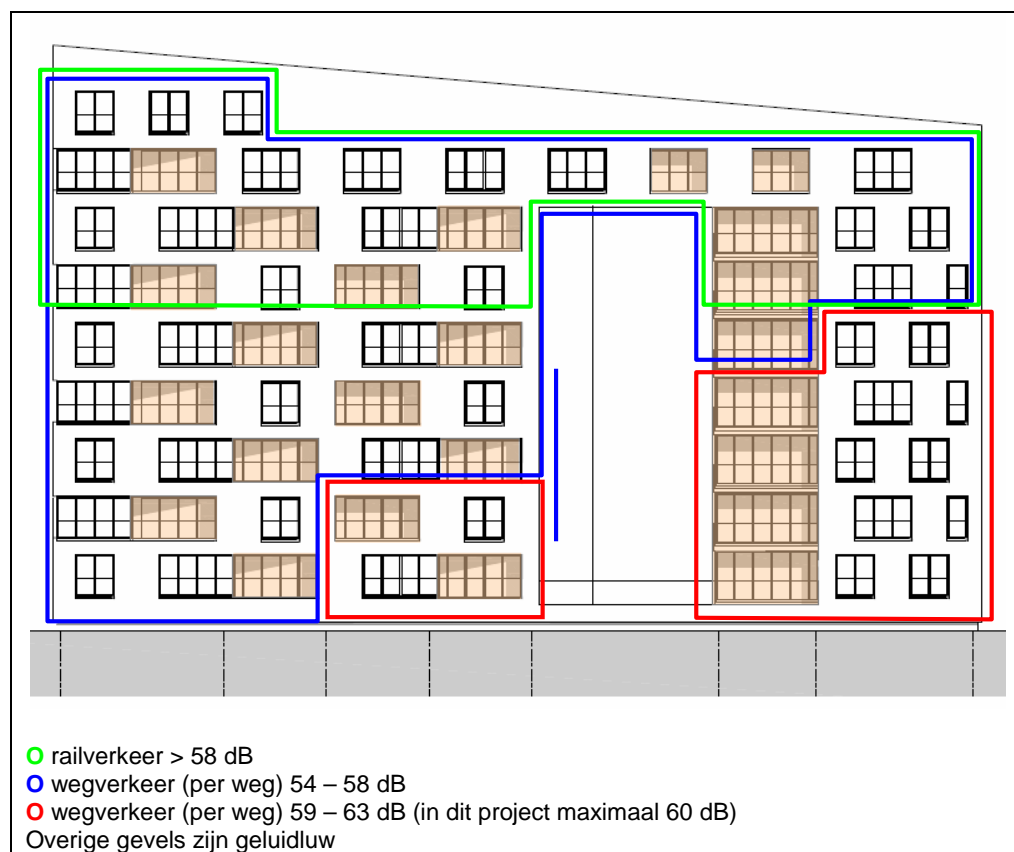 O railverkeer > 58 dB
O wegverkeer (per weg) 54 – 58 dB
O wegverkeer (per weg) 59 – 63 dB (in dit project maximaal 60 dB)
Overige gevels zijn geluidluw